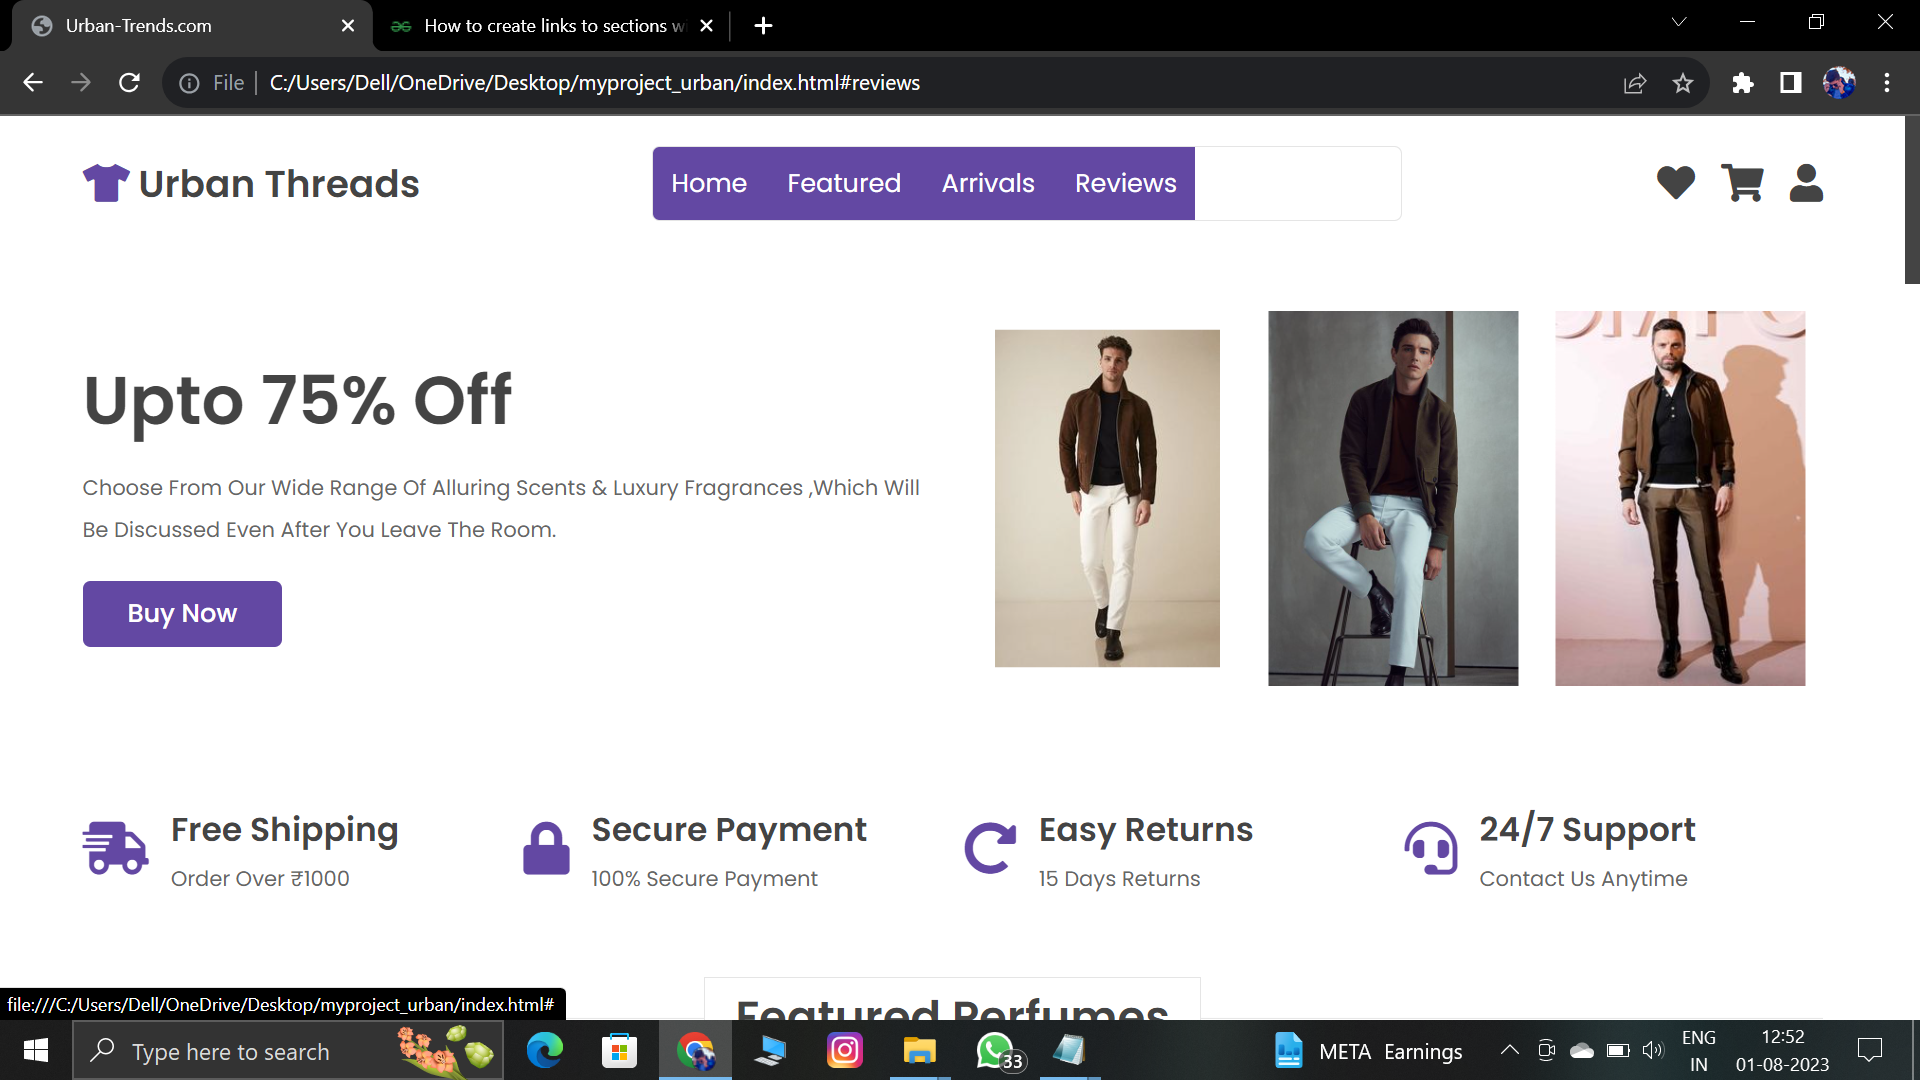 Urban-Trends.com
How to create links to sections w
File
C:/Users/Dell/OneDrive/Desktop/myproject_urban/index.html#reviews
Urban Threads
Home Featured Arrivals Reviews
Upto 75% Off
Choose From Our Wide Range Of Alluring Scents & Luxury Fragrances ,Which Will
Be Discussed Even After You Leave The Room.
Buy Now
Free Shipping
Order Over ₹1000
Secure Payment
100% Secure Payment
Easy Returns
15 Days Returns
24/7 Support
Contact Us Anytime
Featured Perfumes
file:///C:/Users/Dell/OneDrive/Desktop/myproject_urban/index.html#
Type here to search
33
META Earnings
ENG
IN
12:52
01-08-2023